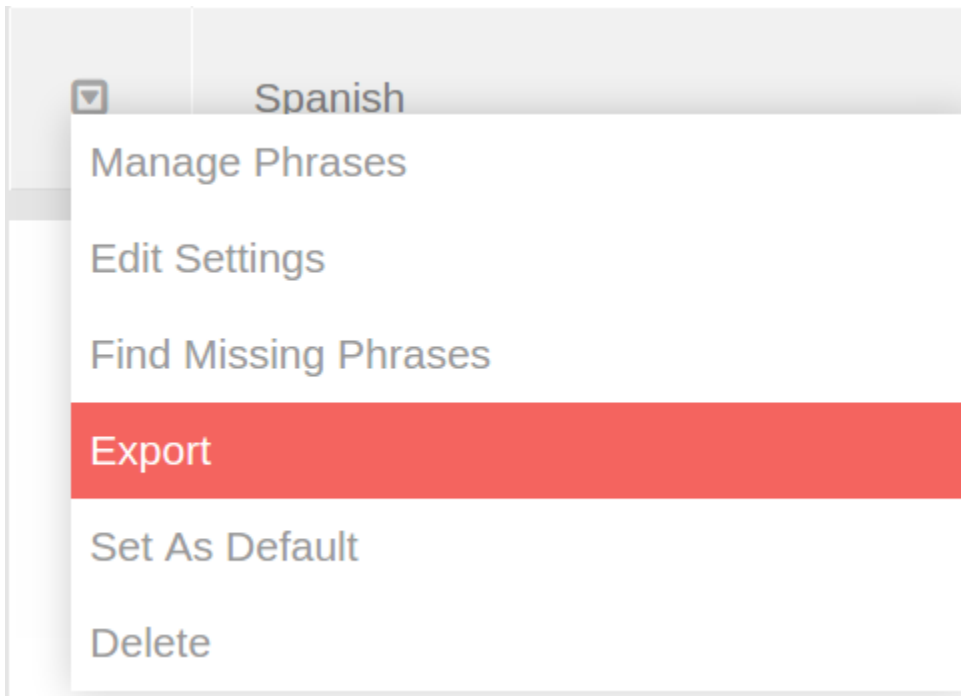 Spanish
Manage Phrases
Edit Settings
Find Missing Phrases
Export
Set As Default
Delete